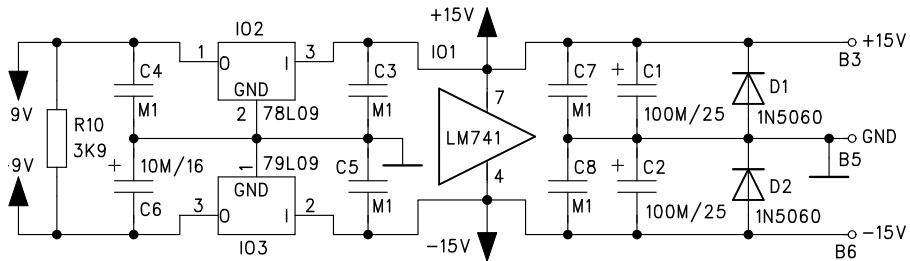 +15V
IO2
IO1
+15V
1
3
C4
O
I
C3
C7
+
C1
B3
GND
7
D1
9V
M1
2
78L09
M1
M1
100M/25
1N5060
R10
LM741
GND
3K9
-9V
+
10M/16
1
79L09
C5
C8
+
C2
B5
GND
4
D2
C6
3
O
I
2
M1
M1
100M/25
1N5060
IO3
-15V
-15V
B6